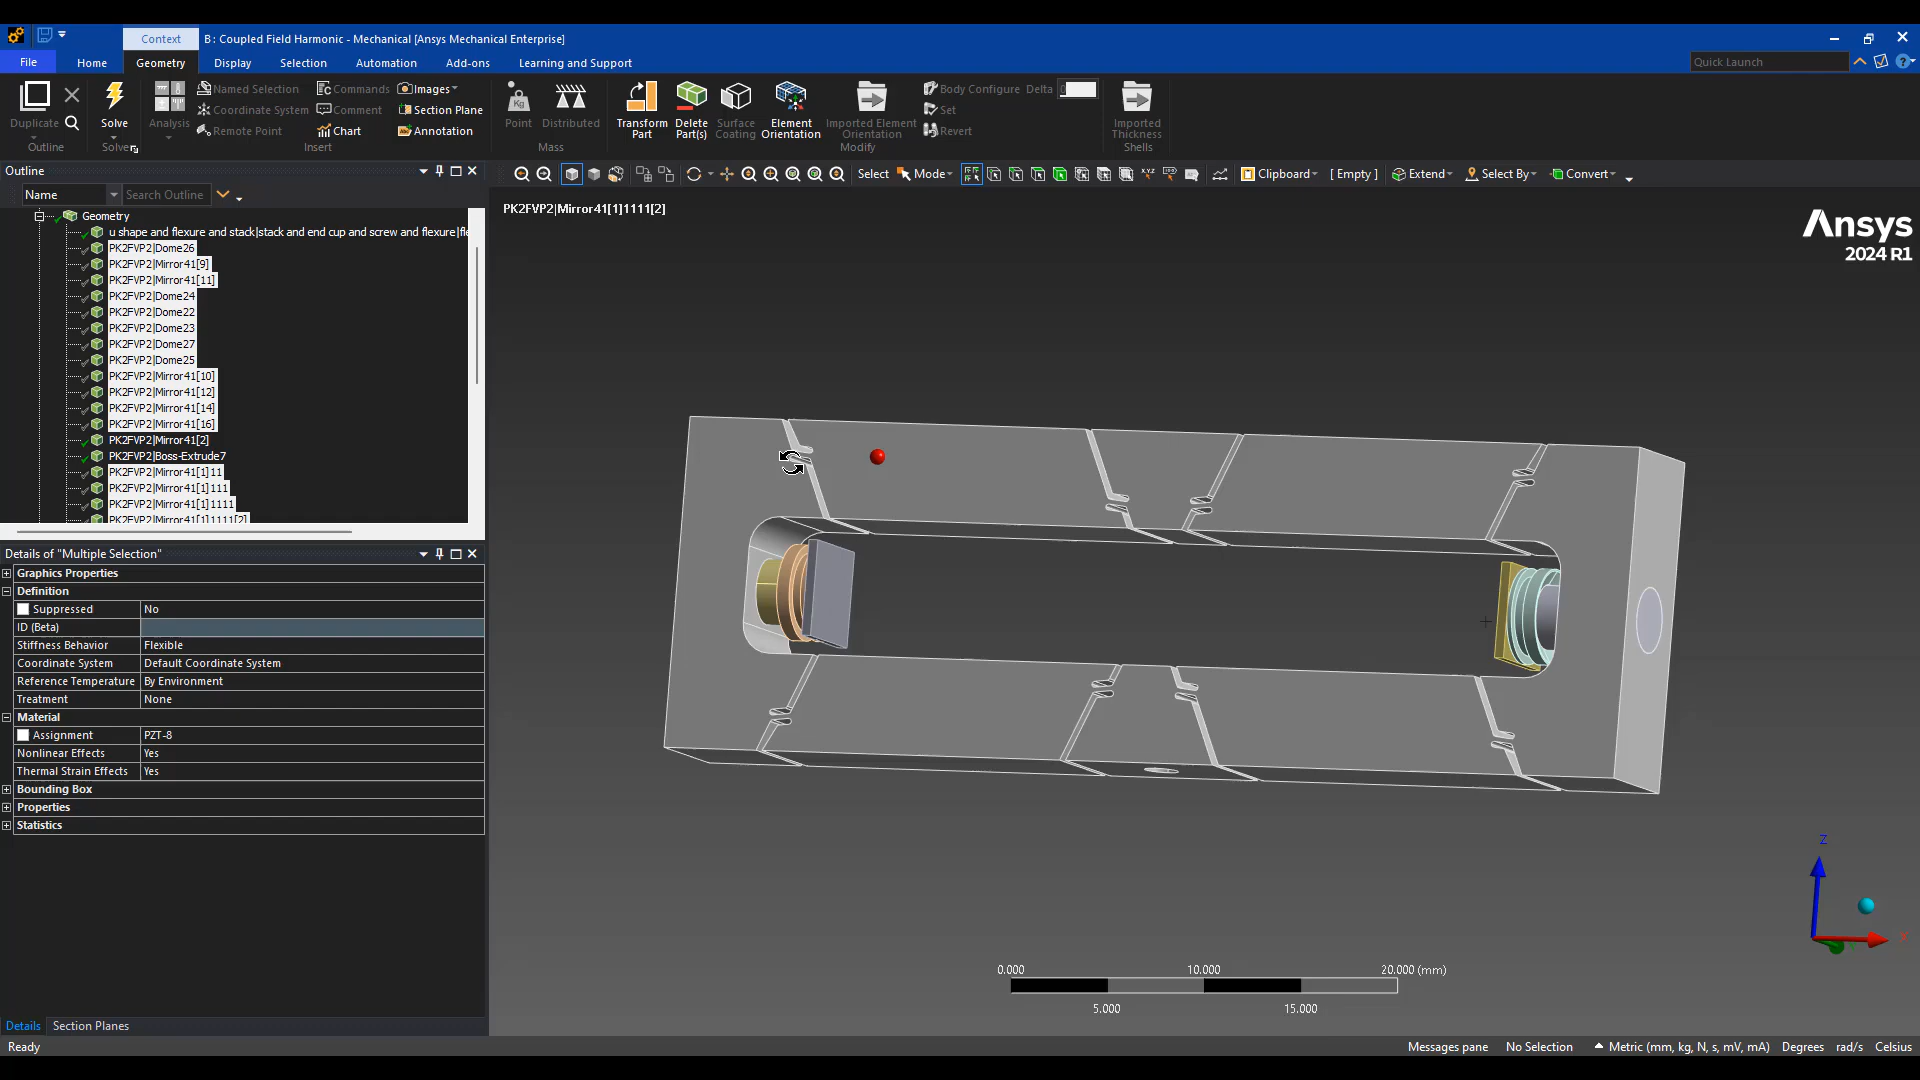 Context
B : Coupled Field Harmonic - Mechanical [Ansys Mechanical Enterprise]
File Home Geometry Display Selection Automation Add-ons Learning and Support
Quick Launch
Duplicate
Outline
Solve
Solve
Analysis
Named Selection
Coordinate System
Remote Point
Commands
Comment
Chart
Images
Section Plane
Annotation
Insert
Kg
Point
Distributed
Mass
Transform Part
Delete Part(s)
Surface Coating
Element Orientation
Imported Element Orientation
Body Configure Delta
Set
Revert
Modify
Imported Thickness
Shells
Outline
Name Search Outline
Select Mode Clipboard [ Empty ] Extend Select By Convert
Geometry
u shape and flexure and stack|stack and end cup and screw and flexure|fle
PK2FVP2|Dome26
PK2FVP2|Mirror41[9]
PK2FVP2|Mirror41[11]
PK2FVP2|Dome24
PK2FVP2|Dome22
PK2FVP2|Dome23
PK2FVP2|Dome27
PK2FVP2|Dome25
PK2FVP2|Mirror41[10]
PK2FVP2|Mirror41[12]
PK2FVP2|Mirror41[14]
PK2FVP2|Mirror41[16]
PK2FVP2|Mirror41[2]
PK2FVP2|Boss-Extrude7
PK2FVP2|Mirror41[1]11
PK2FVP2|Mirror41[1]111
PK2FVP2|Mirror41[1]1111
PK2FVP2|Mirror41[1]1111[2]
PK2FVP2|Mirror41[1]1111[2]
Ansys
2024 R1
Details of "Multiple Selection"
Graphics Properties
Definition
Suppressed No
ID (Beta)
Stiffness Behavior Flexible
Coordinate System Default Coordinate System
Reference Temperature By Environment
Treatment None
Material
Assignment PZT-8
Nonlinear Effects Yes
Thermal Strain Effects Yes
Bounding Box
Properties
Statistics
Z
X
0.000 10.000 20.000 (mm)
5.000 15.000
Details Section Planes
Ready
Messages pane No Selection Metric (mm, kg, N, s, mV, mA) Degrees rad/s Celsius